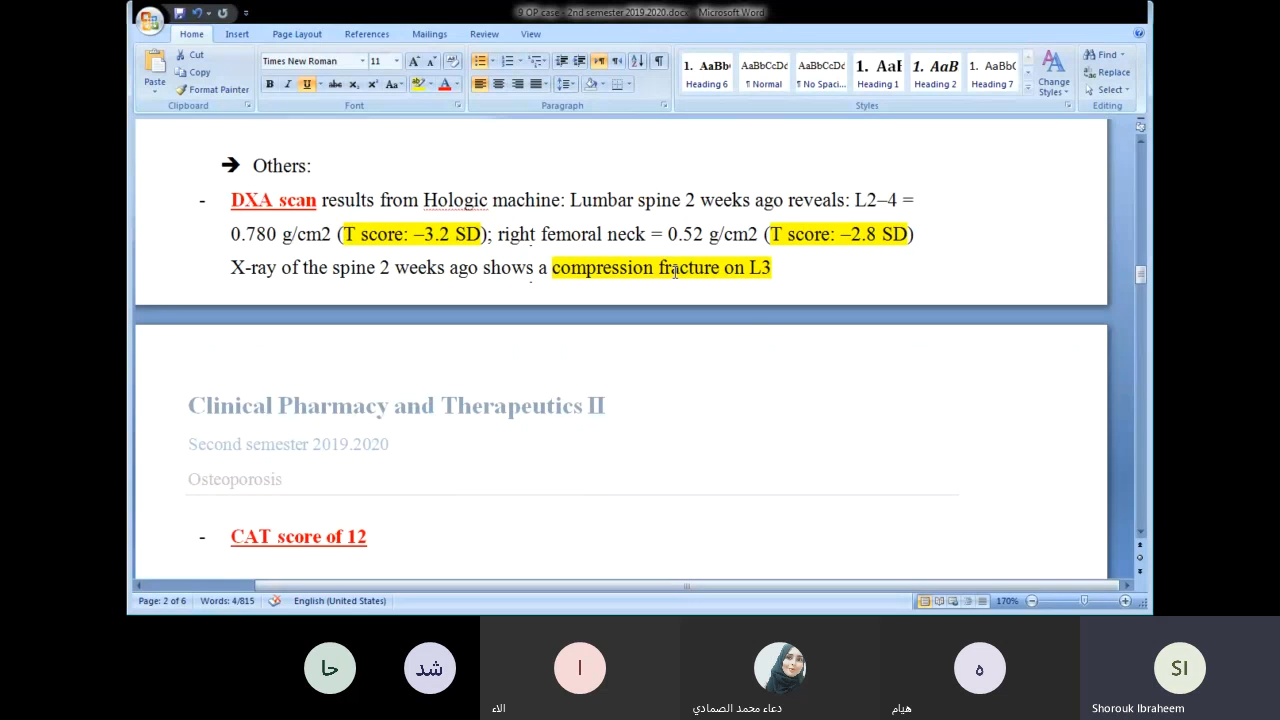 9 OP case - 2nd semester 2019.2020.docx - Microsoft Word
Home Insert Page Layout References Mailings Review View
Paste
Cut
Copy
Format Painter
Clipboard
Times New Roman 11
Font
Paragraph
1. AaBb Heading 6
AaBbCcDc ¶ Normal
AaBbCcDc ¶ No Spaci...
1. AaE Heading 1
1. AaB Heading 2
1. AaBbC Heading 7
Change Styles
Styles
Find
Replace
Select
Editing
➔ Others:
- DXA scan results from Hologic machine: Lumbar spine 2 weeks ago reveals: L2–4 =
0.780 g/cm2 (T score: –3.2 SD); right femoral neck = 0.52 g/cm2 (T score: –2.8 SD)
X-ray of the spine 2 weeks ago shows a compression fracture on L3
Clinical Pharmacy and Therapeutics II
Second semester 2019.2020
Osteoporosis
- CAT score of 12
Page: 2 of 6 Words: 4/815 English (United States) 170%
حا شد ا ه SI
الاء دعاء محمد الصمادي هيام Shorouk Ibraheem